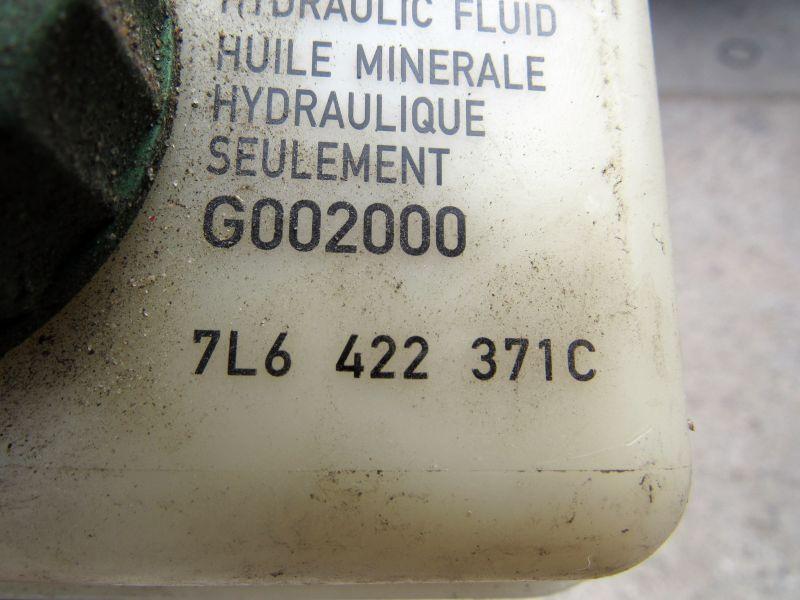 HYDRAULIC FLUID
HUILE MINERALE
HYDRAULIQUE
SEULEMENT
G002000
7L6 422 371C